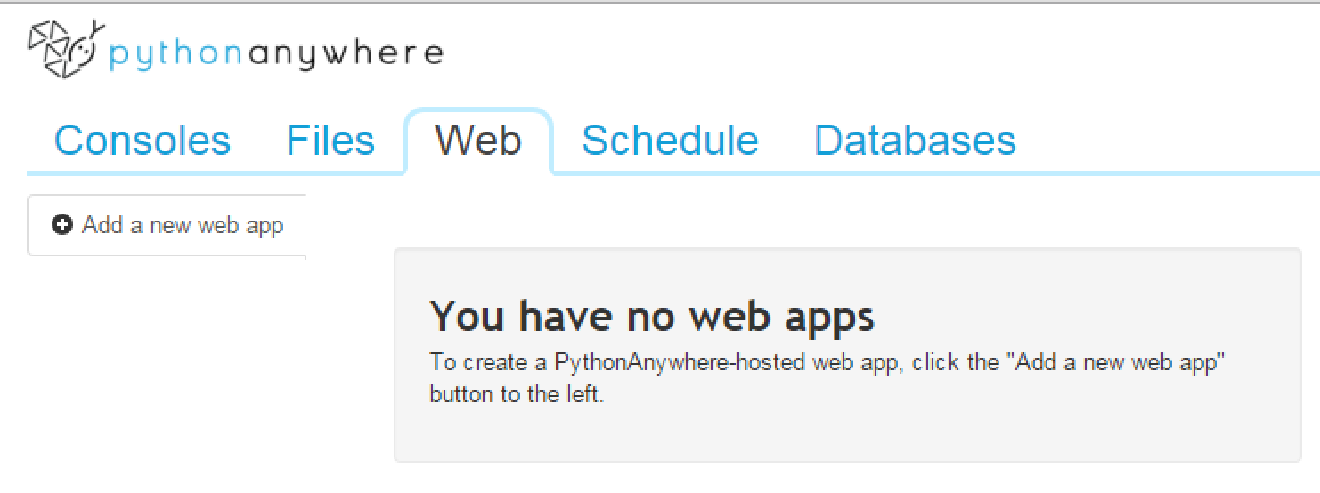 pythonanywhere
Consoles Files Web Schedule Databases
Add a new web app
You have no web apps
To create a PythonAnywhere-hosted web app, click the "Add a new web app"
button to the left.